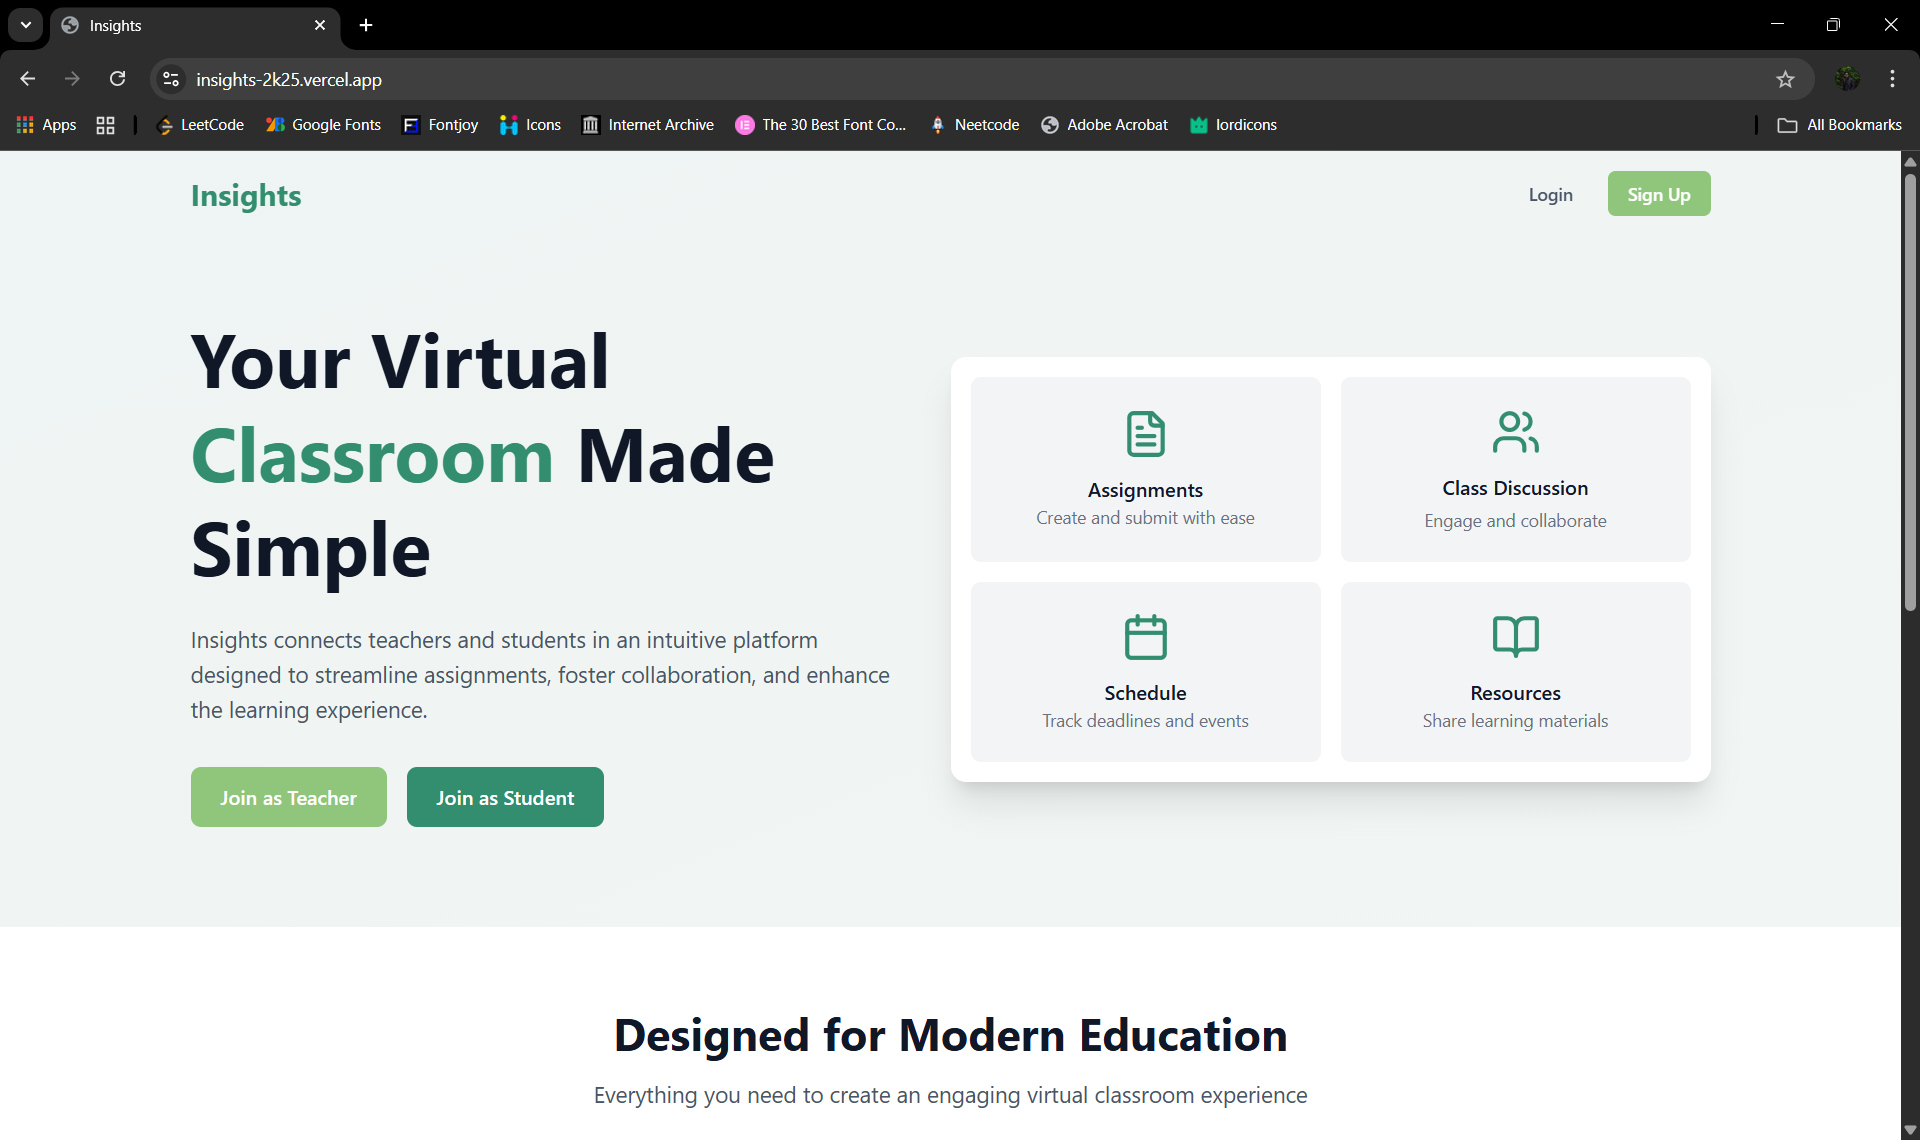 Insights
insights-2k25.vercel.app
Apps
LeetCode
Google Fonts
Fontjoy
Icons
Internet Archive
The 30 Best Font Co...
Neetcode
Adobe Acrobat
lordicons
All Bookmarks
Insights
Login
Sign Up
Your Virtual
Classroom Made
Simple
Insights connects teachers and students in an intuitive platform
designed to streamline assignments, foster collaboration, and enhance
the learning experience.
Join as Teacher
Join as Student
Assignments
Create and submit with ease
Class Discussion
Engage and collaborate
Schedule
Track deadlines and events
Resources
Share learning materials
Designed for Modern Education
Everything you need to create an engaging virtual classroom experience